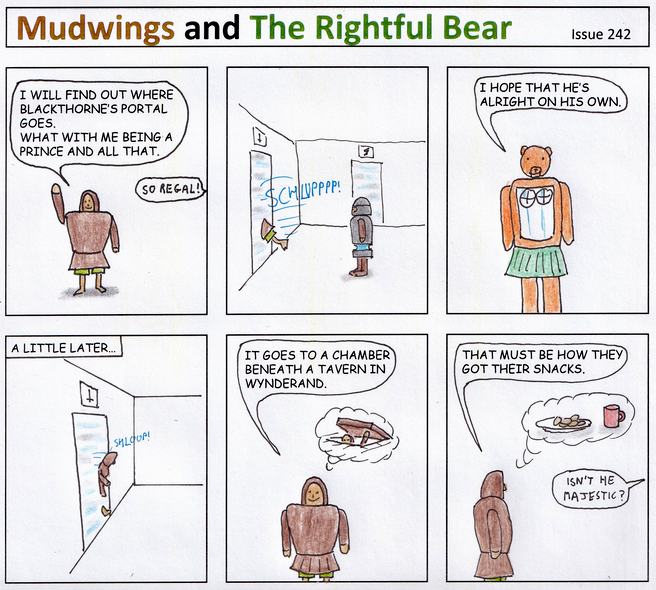 Mudwings and The Rightful Bear
Issue 242
I WILL FIND OUT WHERE
BLACKTHORNE'S PORTAL
GOES.
WHAT WITH ME BEING A
PRINCE AND ALL THAT.
SO REGAL!
SCHLUPPPP!
I HOPE THAT HE'S
ALRIGHT ON HIS OWN.
A LITTLE LATER...
SHLOUP!
IT GOES TO A CHAMBER
BENEATH A TAVERN IN
WYNDERAND.
THAT MUST BE HOW THEY
GOT THEIR SNACKS.
ISN'T HE
MAJESTIC?